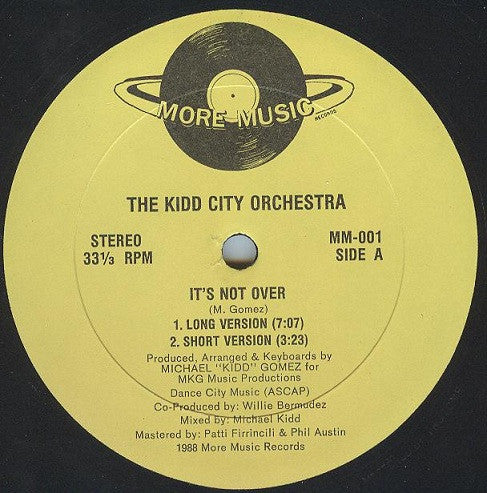 MORE MUSIC
RECORDS
THE KIDD CITY ORCHESTRA
STEREO
33⅓ RPM
MM-001
SIDE A
IT'S NOT OVER
(M. Gomez)
1. LONG VERSION (7:07)
2. SHORT VERSION (3:23)
Produced, Arranged & Keyboards by
MICHAEL "KIDD" GOMEZ for
MKG Music Productions
Dance City Music (ASCAP)
Co-Produced by: Willie Bermudez
Mixed by: Michael Kidd
Mastered by: Patti Firrincili & Phil Austin
1988 More Music Records